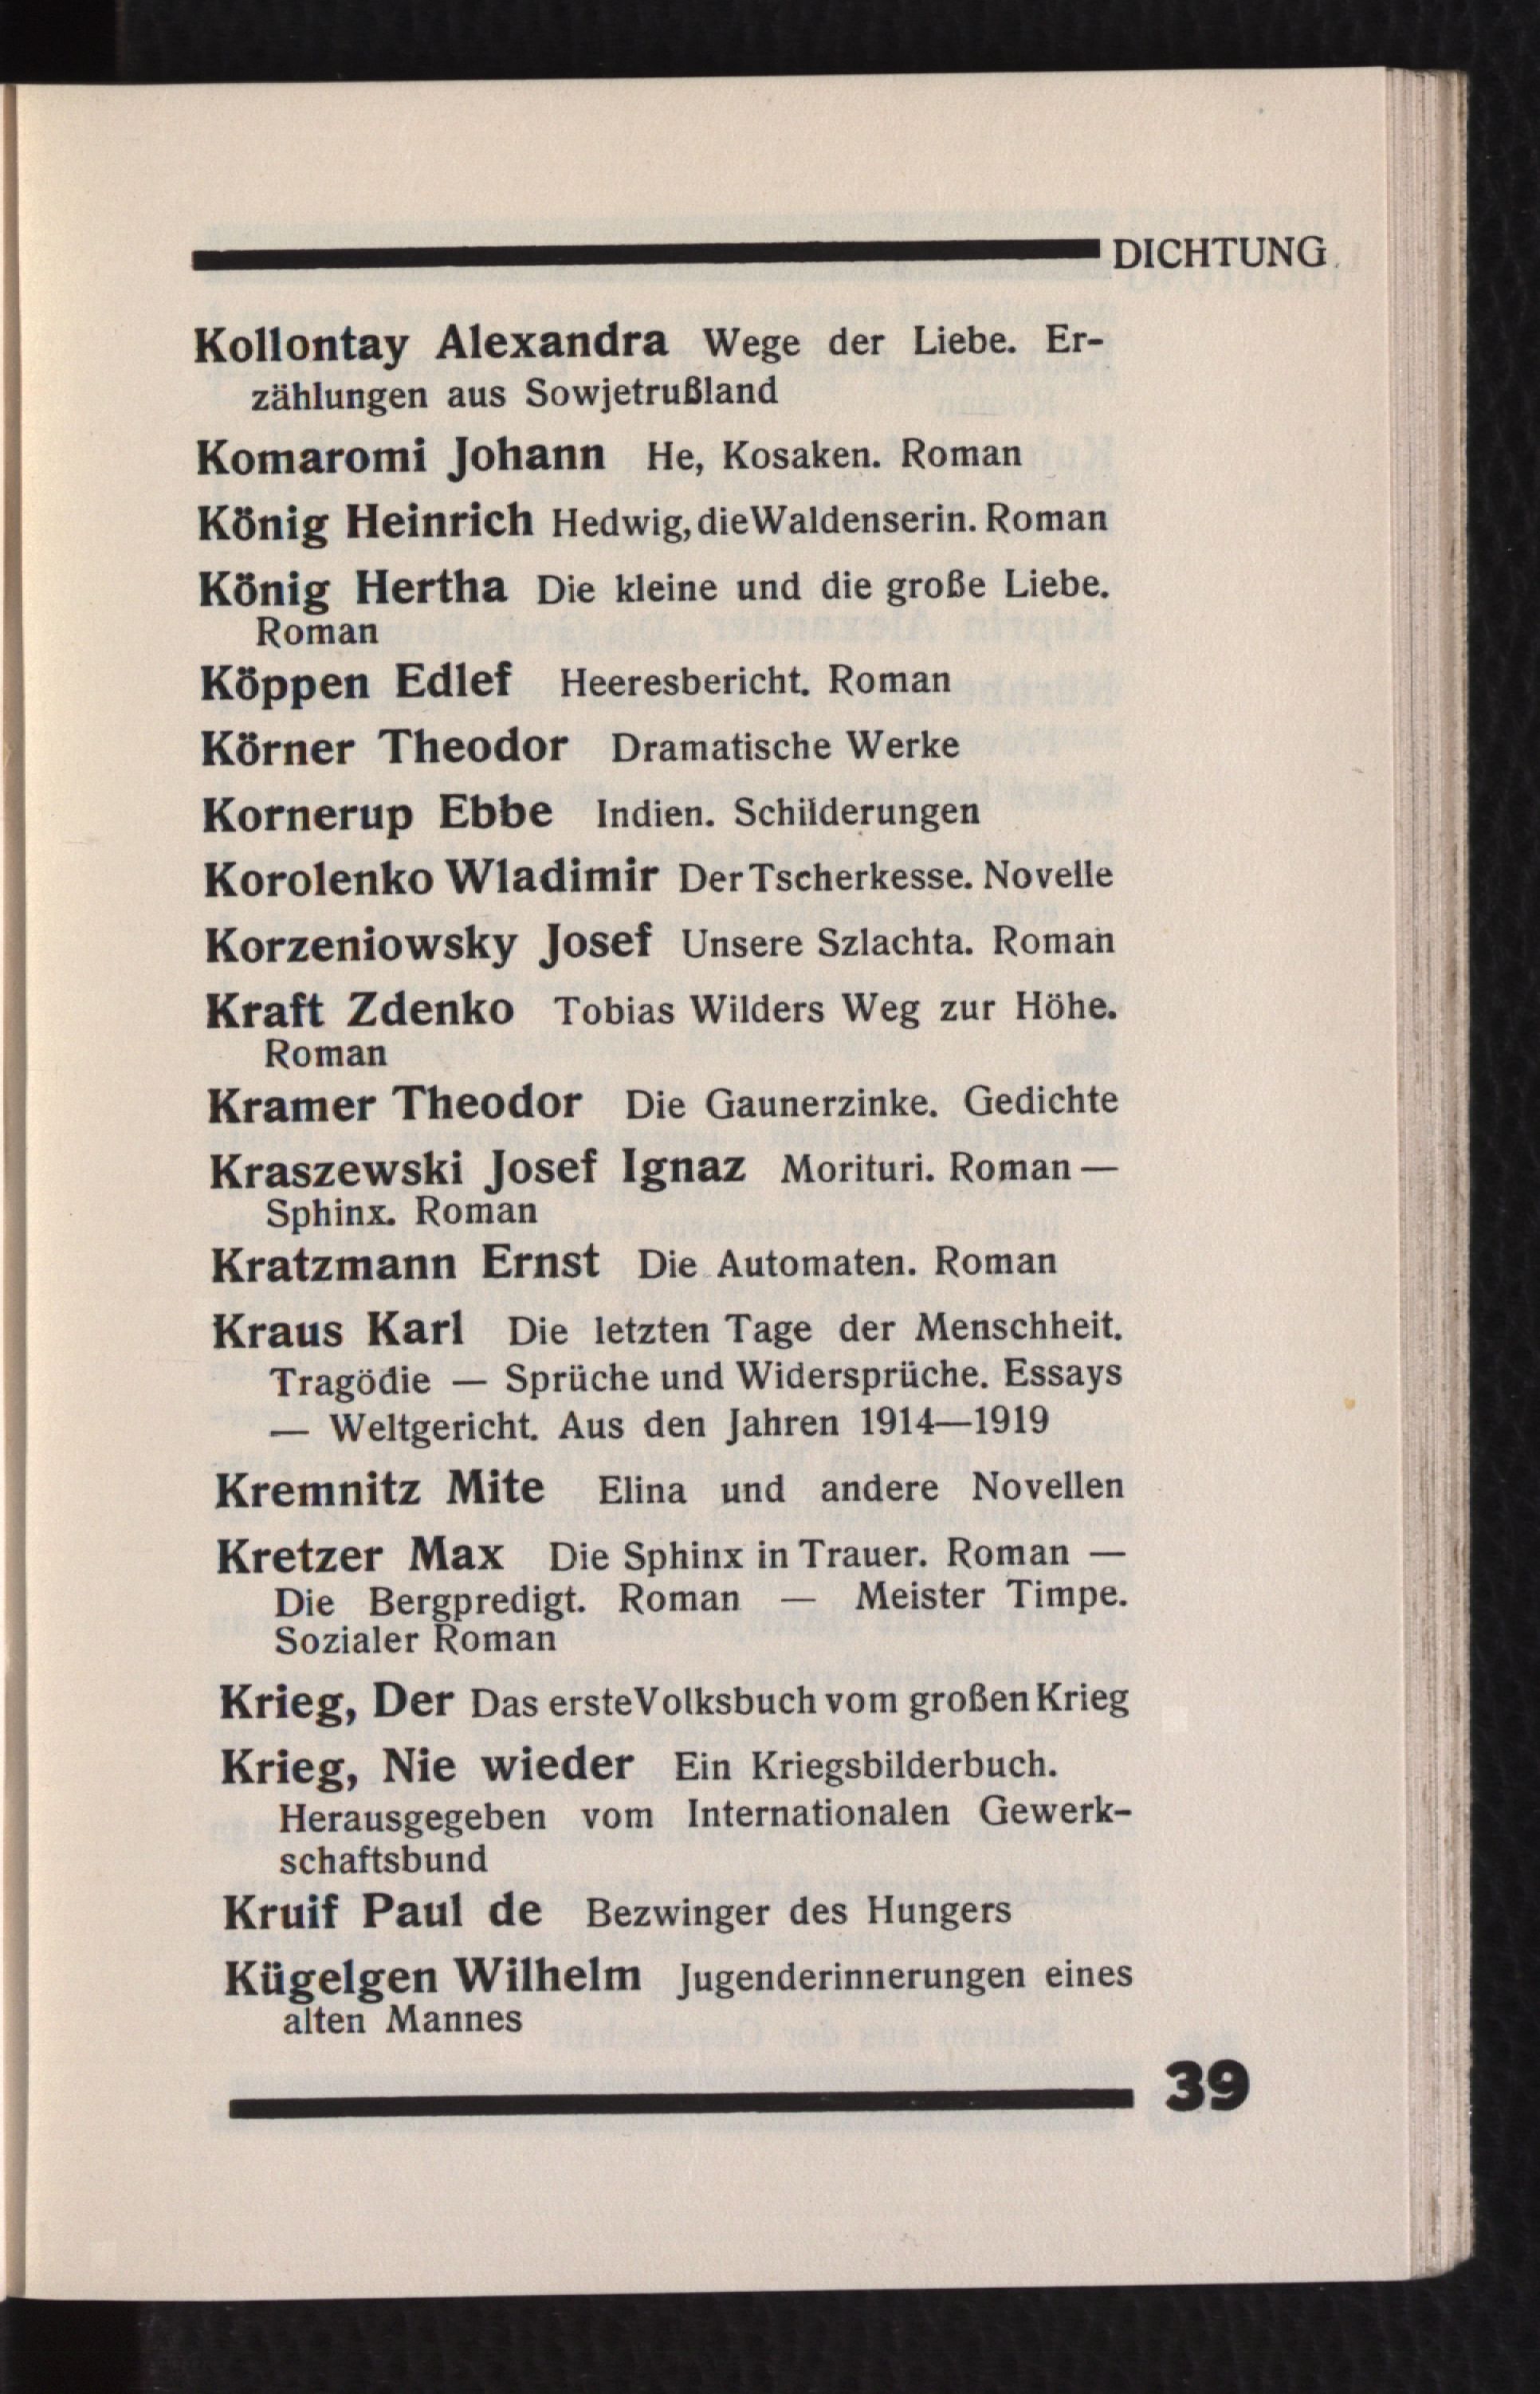 DICHTUNG
Kollontay Alexandra Wege der Liebe. Er-
zählungen aus Sowjetrußland
Komaromi Johann He, Kosaken. Roman
König Heinrich Hedwig, die Waldenserin. Roman
König Hertha Die kleine und die große Liebe.
Roman
Köppen Edlef Heeresbericht. Roman
Körner Theodor Dramatische Werke
Kornerup Ebbe Indien. Schilderungen
Korolenko Wladimir Der Tscherkesse. Novelle
Korzeniowsky Josef Unsere Szlachta. Roman
Kraft Zdenko Tobias Wilders Weg zur Höhe.
Roman
Kramer Theodor Die Gaunerzinke. Gedichte
Kraszewski Josef Ignaz Morituri. Roman —
Sphinx. Roman
Kratzmann Ernst Die Automaten. Roman
Kraus Karl Die letzten Tage der Menschheit.
Tragödie — Sprüche und Widersprüche. Essays
— Weltgericht. Aus den Jahren 1914—1919
Kremnitz Mite Elina und andere Novellen
Kretzer Max Die Sphinx in Trauer. Roman —
Die Bergpredigt. Roman — Meister Timpe.
Sozialer Roman
Krieg, Der Das erste Volksbuch vom großen Krieg
Krieg, Nie wieder Ein Kriegsbilderbuch.
Herausgegeben vom Internationalen Gewerk-
schaftsbund
Kruif Paul de Bezwinger des Hungers
Kügelgen Wilhelm Jugenderinnerungen eines
alten Mannes
39